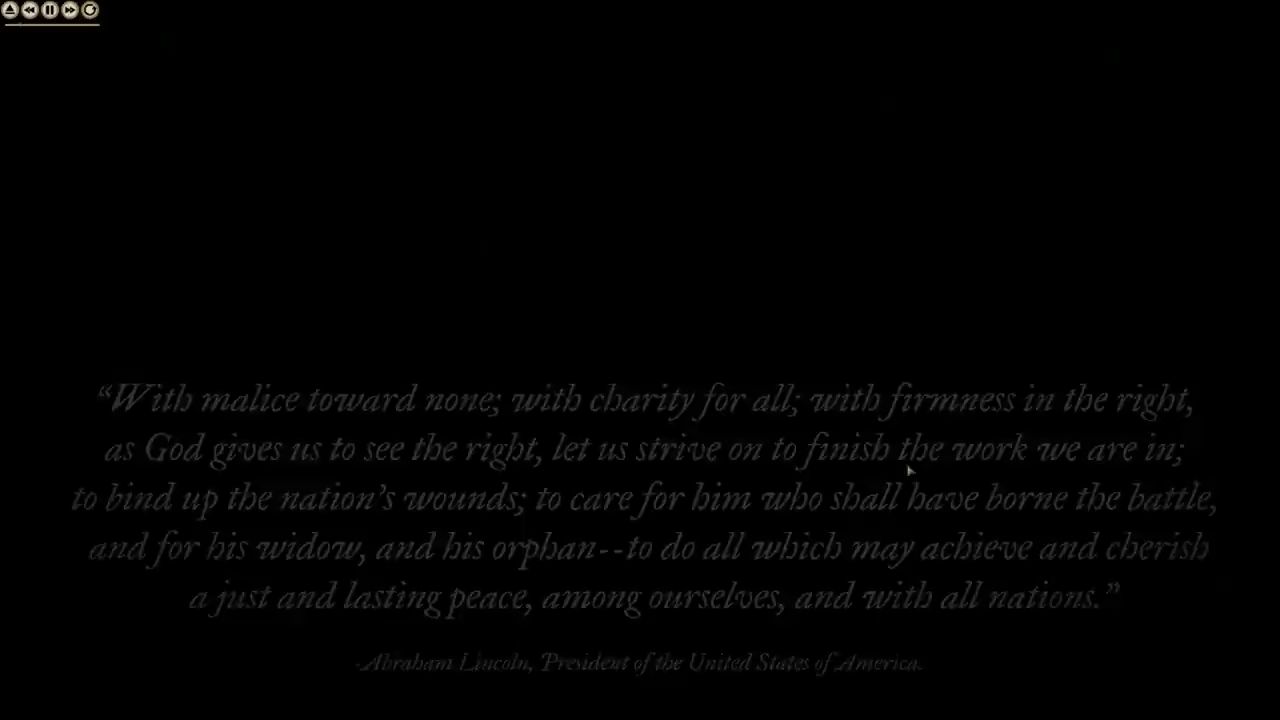 “With malice toward none; with charity for all; with firmness in the right,
as God gives us to see the right, let us strive on to finish the work we are in;
to bind up the nation’s wounds; to care for him who shall have borne the battle,
and for his widow, and his orphan--to do all which may achieve and cherish
a just and lasting peace, among ourselves, and with all nations.”
-Abraham Lincoln, President of the United States of America.